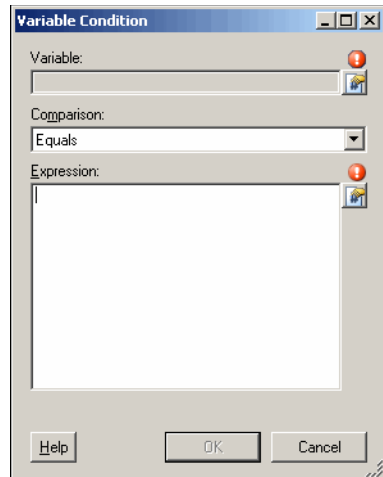 Variable Condition
Variable:
Comparison:
Equals
Expression:
Help
OK
Cancel